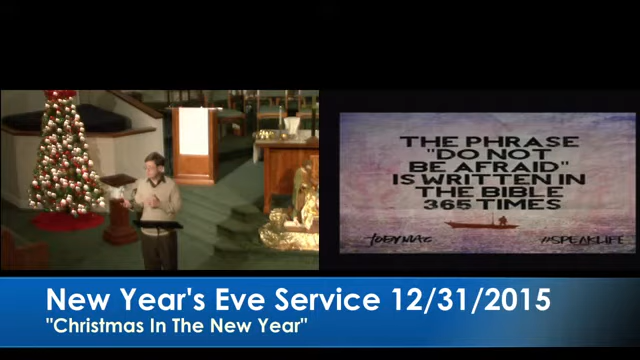 THE PHRASE
"DO NOT
BE AFRAID"
IS WRITTEN IN
THE BIBLE
365 TIMES
TOBYMAC
//SPEAKLIFE
New Year's Eve Service 12/31/2015
"Christmas In The New Year"